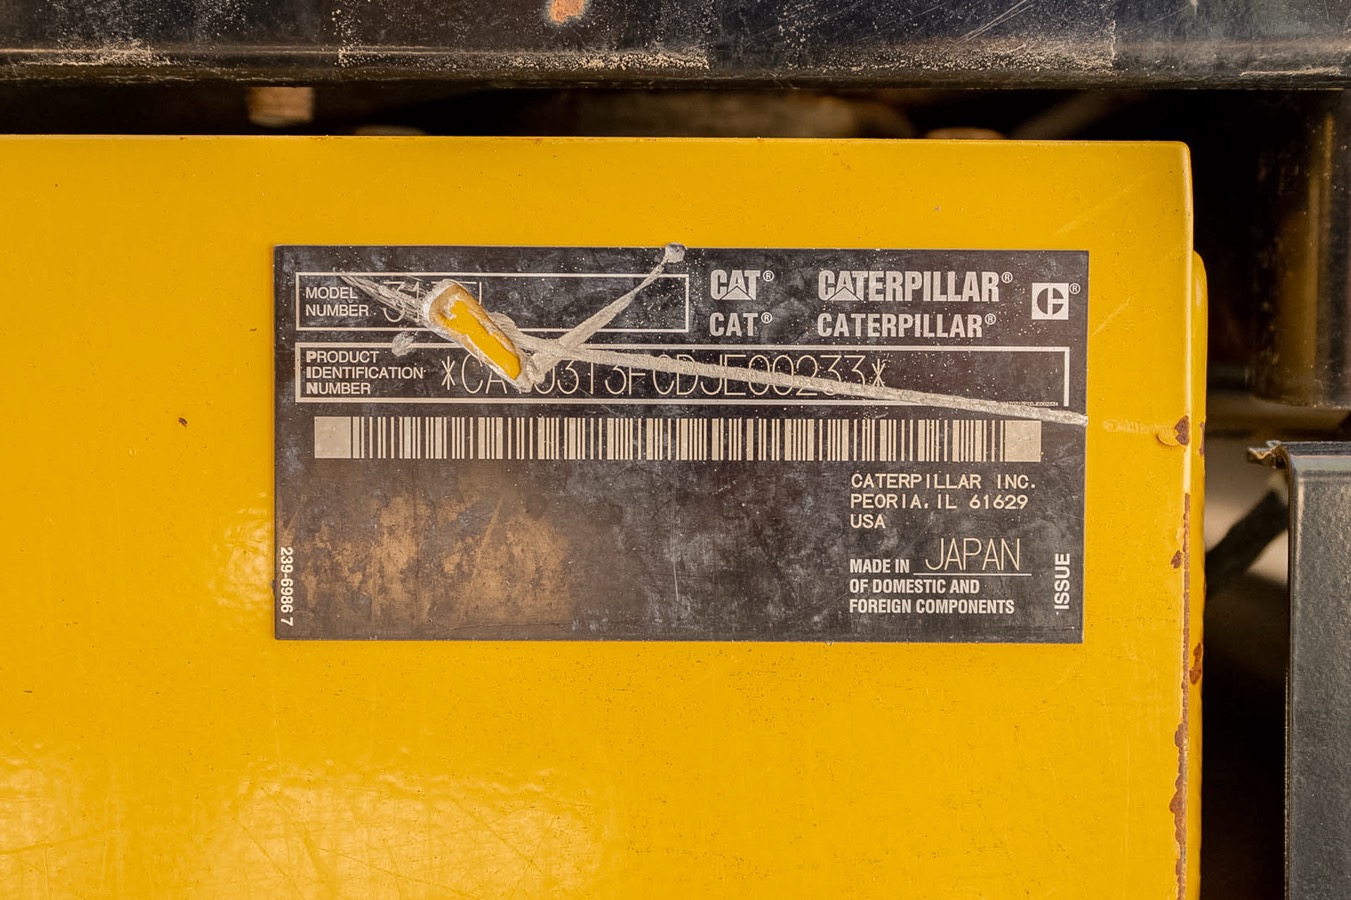 MODEL
NUMBER
CAT® CATERPILLAR® ®
CAT® CATERPILLAR®
PRODUCT
IDENTIFICATION
NUMBER
CATERPILLAR INC.
PEORIA, IL 61629
USA
MADE IN JAPAN
OF DOMESTIC AND
FOREIGN COMPONENTS
239-6986 7
ISSUE